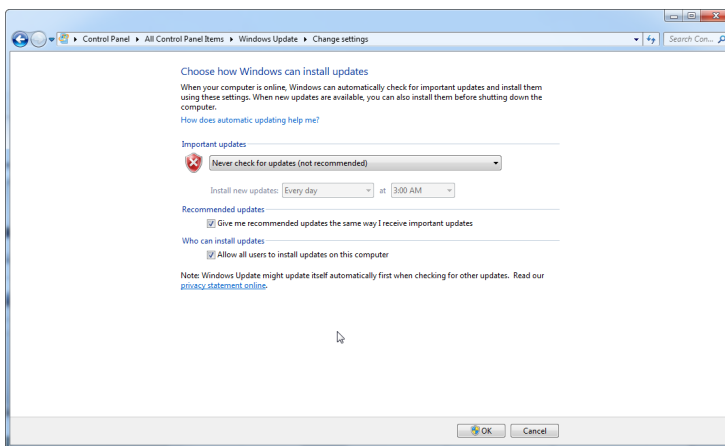 Control Panel ▸ All Control Panel Items ▸ Windows Update ▸ Change settings
Search Con...
Choose how Windows can install updates
When your computer is online, Windows can automatically check for important updates and install them
using these settings. When new updates are available, you can also install them before shutting down the
computer.
How does automatic updating help me?
Important updates
Never check for updates (not recommended)
Install new updates: Every day at 3:00 AM
Recommended updates
Give me recommended updates the same way I receive important updates
Who can install updates
Allow all users to install updates on this computer
Note: Windows Update might update itself automatically first when checking for other updates. Read our
privacy statement online.
OK Cancel